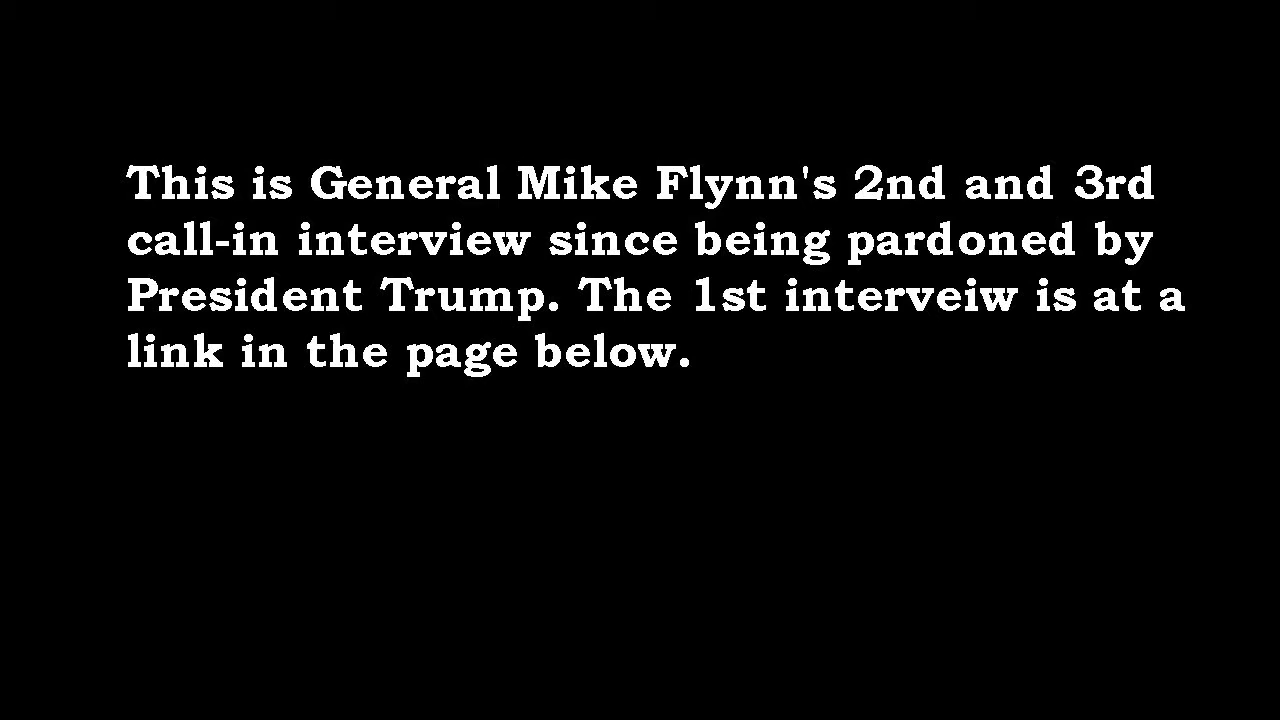 This is General Mike Flynn's 2nd and 3rd
call-in interview since being pardoned by
President Trump. The 1st interveiw is at a
link in the page below.